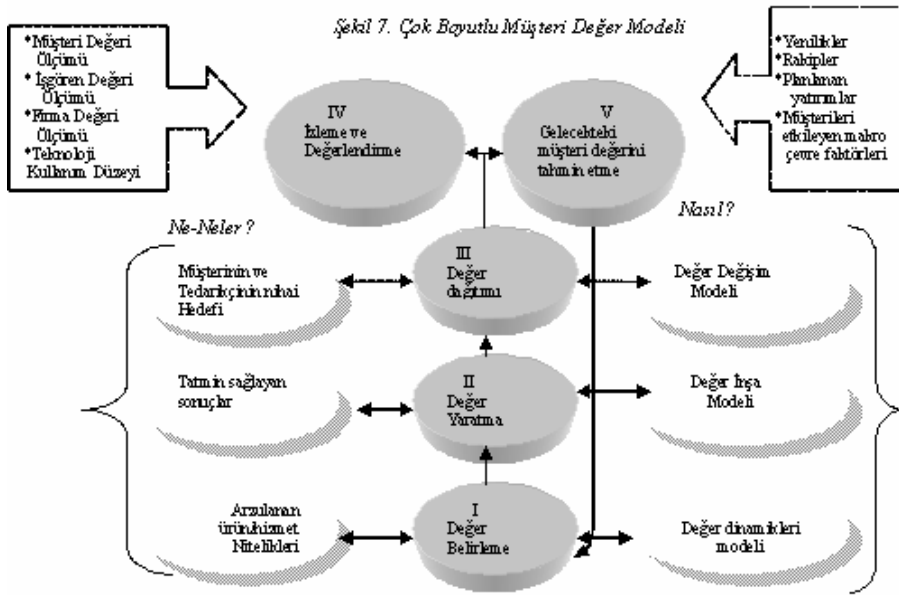 Şekil 7. Çok Boyutlu Müşteri Değer Modeli
*Müşteri Değeri
Ölçümü
*İşgören Değeri
Ölçümü
*Firma Değeri
Ölçümü
*Teknoloji
Kullanım Düzeyi
*Yenilikler
*Rakipler
*Planlanan
yatırımlar
*Müşterileri
etkileyen makro
çevre faktörleri
IV
İzleme ve
Değerlendirme
V
Gelecekteki
müşteri değerini
tahmin etme
Ne-Neler ?
Nasıl?
Müşterinin ve
Tedarikçinin nihai
Hedefi
III
Değer
dağıtımı
Değer Değişim
Modeli
Tatmin sağlayan
sonuçlar
II
Değer
Yaratma
Değer İnşa
Modeli
Arzulanan
ürün/hizmet
Nitelikleri
I
Değer
Belirleme
Değer dinamikleri
modeli